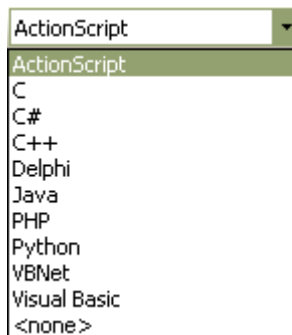 ActionScript
ActionScript
C
C#
C++
Delphi
Java
PHP
Python
VBNet
Visual Basic
<none>